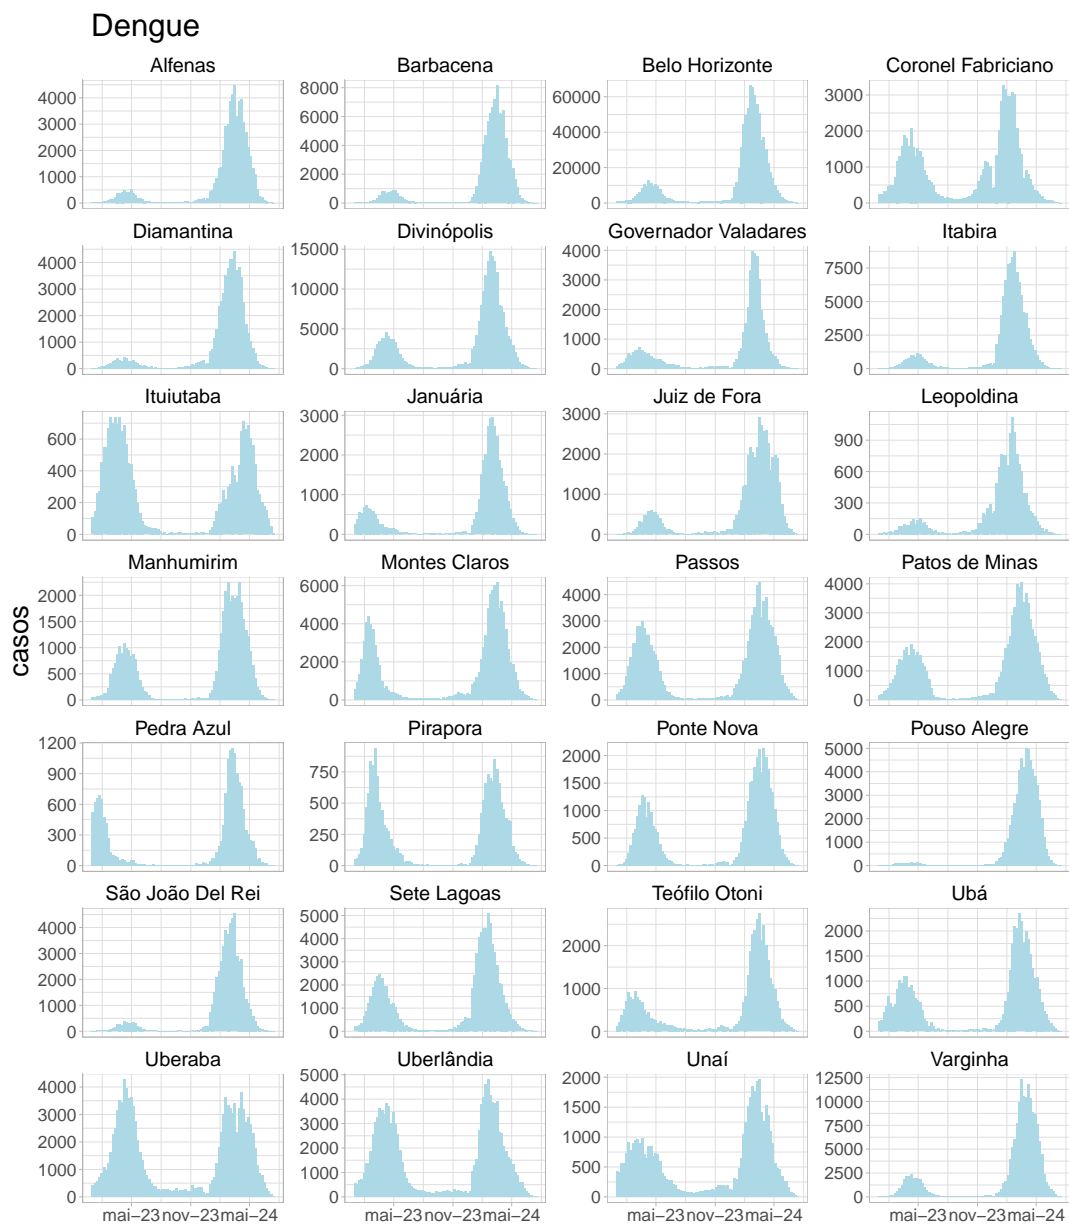 Dengue
Alfenas Barbacena Belo Horizonte Coronel Fabriciano
4000 3000 2000 1000 0
8000 6000 4000 2000 0
60000 40000 20000 0
3000 2000 1000 0
Diamantina Divinópolis Governador Valadares Itabira
4000 3000 2000 1000 0
15000 10000 5000 0
4000 3000 2000 1000 0
7500 5000 2500 0
Ituiutaba Januária Juiz de Fora Leopoldina
600 400 200 0
3000 2000 1000 0
3000 2000 1000 0
900 600 300 0
Manhumirim Montes Claros Passos Patos de Minas
2000 1500 1000 500 0
6000 4000 2000 0
4000 3000 2000 1000 0
4000 3000 2000 1000 0
casos
Pedra Azul Pirapora Ponte Nova Pouso Alegre
1200 900 600 300 0
750 500 250 0
2000 1500 1000 500 0
5000 4000 3000 2000 1000 0
São João Del Rei Sete Lagoas Teófilo Otoni Ubá
4000 3000 2000 1000 0
5000 4000 3000 2000 1000 0
2000 1000 0
2000 1500 1000 500 0
Uberaba Uberlândia Unaí Varginha
4000 3000 2000 1000 0
5000 4000 3000 2000 1000 0
2000 1500 1000 500 0
12500 10000 7500 5000 2500 0
mai−23 nov−23 mai−24 mai−23 nov−23 mai−24 mai−23 nov−23 mai−24 mai−23 nov−23 mai−24